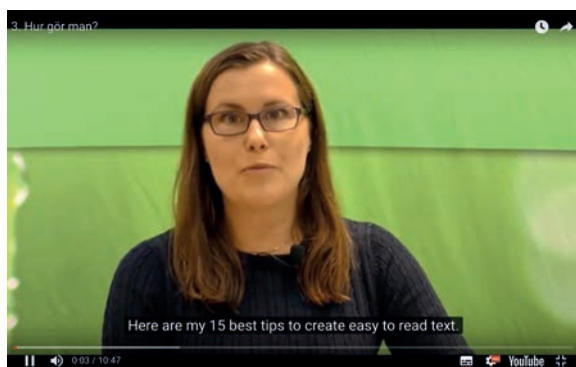 3. Hur gör man?
Here are my 15 best tips to create easy to read text.
0:03 / 10:47
YouTube